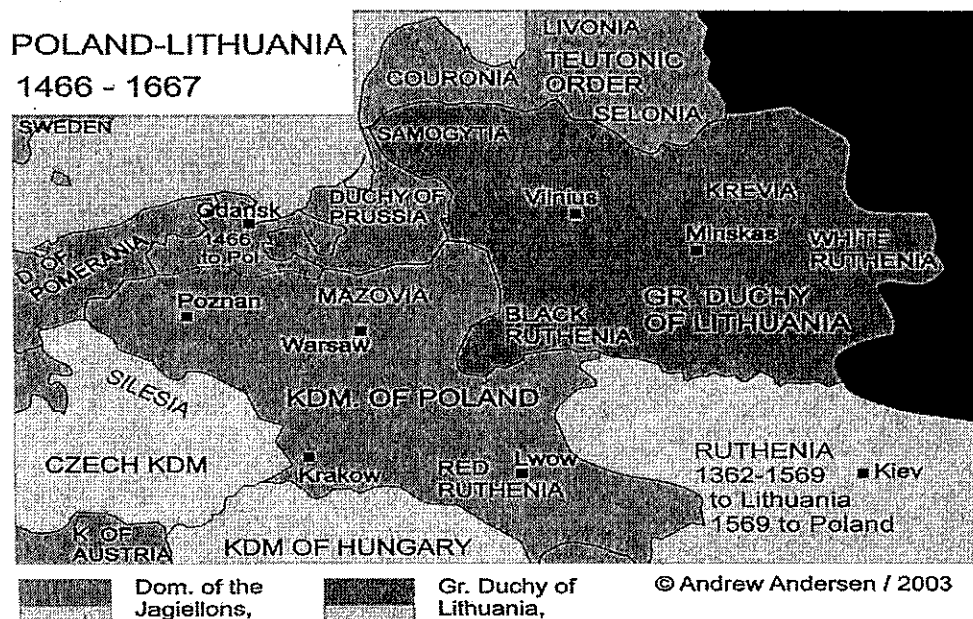 POLAND-LITHUANIA
1466 - 1667
LIVONIA
TEUTONIC
ORDER
COURONIA
SELONIA
SWEDEN
SAMOGYTIA
Vilnius
KREVIA
DUCHY OF
PRUSSIA
Gdańsk
1466
to Pol.
Minskas
WHITE
RUTHENIA
D. OF
POMERANIA
Poznan
MAZOVIA
Warsaw
BLACK
RUTHENIA
GR. DUCHY
OF LITHUANIA
SILESIA
KDM. OF POLAND
CZECH KDM
Krakow
RED
RUTHENIA
Lwow
RUTHENIA
1362-1569
to Lithuania
1569 to Poland
Kiev
K. OF
AUSTRIA
KDM OF HUNGARY
Dom. of the
Jagiellons,
Gr. Duchy of
Lithuania,
© Andrew Andersen / 2003